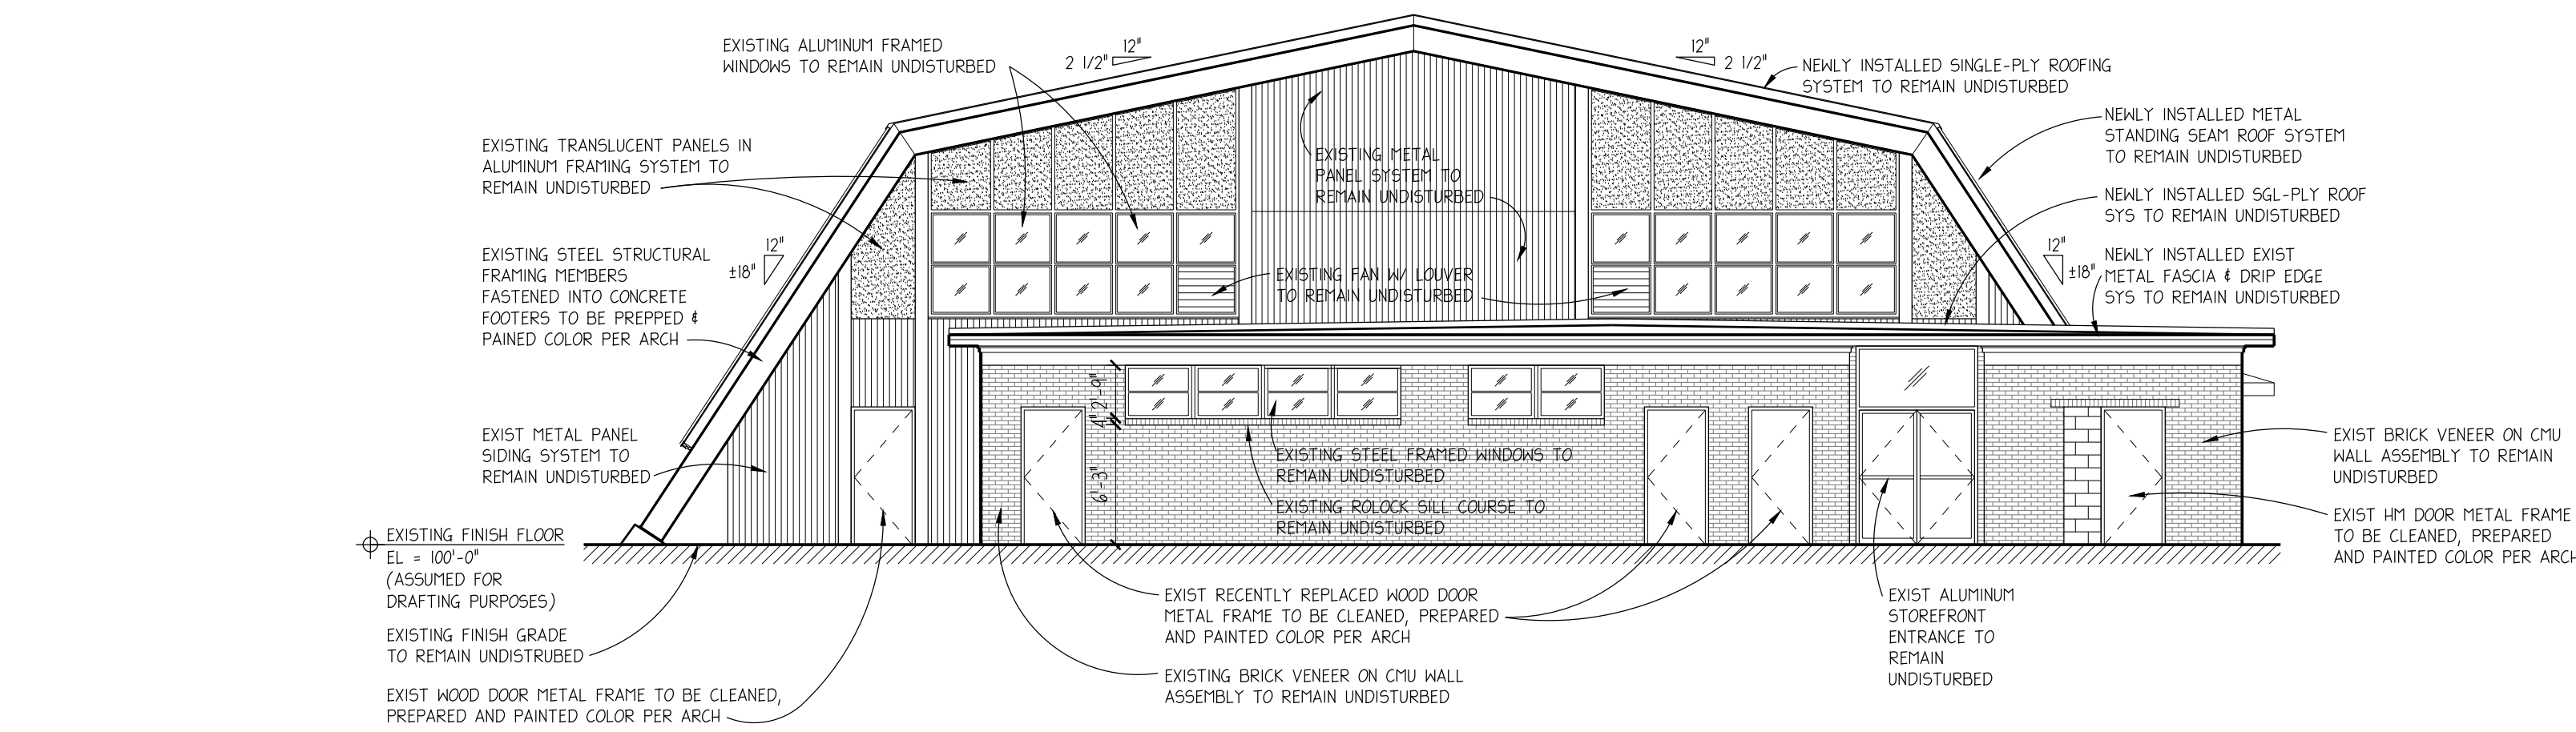 EXISTING ALUMINUM FRAMED
WINDOWS TO REMAIN UNDISTURBED
12"
2 1/2"
12"
2 1/2"
NEWLY INSTALLED SINGLE-PLY ROOFING
SYSTEM TO REMAIN UNDISTURBED
NEWLY INSTALLED METAL
STANDING SEAM ROOF SYSTEM
TO REMAIN UNDISTURBED
EXISTING TRANSLUCENT PANELS IN
ALUMINUM FRAMING SYSTEM TO
REMAIN UNDISTURBED
EXISTING METAL
PANEL SYSTEM TO
REMAIN UNDISTURBED
NEWLY INSTALLED SGL-PLY ROOF
SYS TO REMAIN UNDISTURBED
EXISTING STEEL STRUCTURAL
FRAMING MEMBERS
FASTENED INTO CONCRETE
FOOTERS TO BE PREPPED &
PAINED COLOR PER ARCH
12"
±18"
EXISTING FAN W/ LOUVER
TO REMAIN UNDISTURBED
12"
±18"
NEWLY INSTALLED EXIST
METAL FASCIA & DRIP EDGE
SYS TO REMAIN UNDISTURBED
2'-9"
4"
6'-3"
EXIST METAL PANEL
SIDING SYSTEM TO
REMAIN UNDISTURBED
EXISTING STEEL FRAMED WINDOWS TO
REMAIN UNDISTURBED
EXISTING ROLOCK SILL COURSE TO
REMAIN UNDISTURBED
EXIST BRICK VENEER ON CMU
WALL ASSEMBLY TO REMAIN
UNDISTURBED
EXIST HM DOOR METAL FRAME
TO BE CLEANED, PREPARED
AND PAINTED COLOR PER ARCH
EXISTING FINISH FLOOR
EL = 100'-0"
(ASSUMED FOR
DRAFTING PURPOSES)
EXISTING FINISH GRADE
TO REMAIN UNDISTRUBED
EXIST WOOD DOOR METAL FRAME TO BE CLEANED,
PREPARED AND PAINTED COLOR PER ARCH
EXIST RECENTLY REPLACED WOOD DOOR
METAL FRAME TO BE CLEANED, PREPARED
AND PAINTED COLOR PER ARCH
EXISTING BRICK VENEER ON CMU WALL
ASSEMBLY TO REMAIN UNDISTURBED
EXIST ALUMINUM
STOREFRONT
ENTRANCE TO
REMAIN
UNDISTURBED